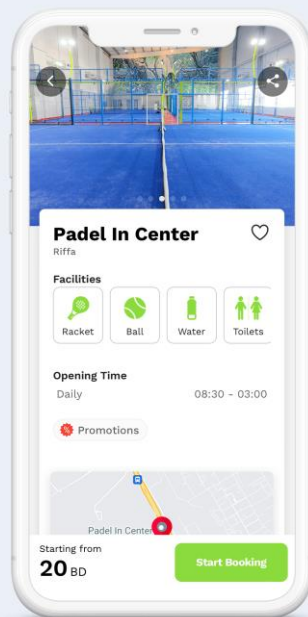 Padel In Center
Riffa
Facilities
Racket
Ball
Water
Toilets
Opening Time
Daily
08:30 - 03:00
Promotions
Padel In Center
Starting from
20 BD
Start Booking